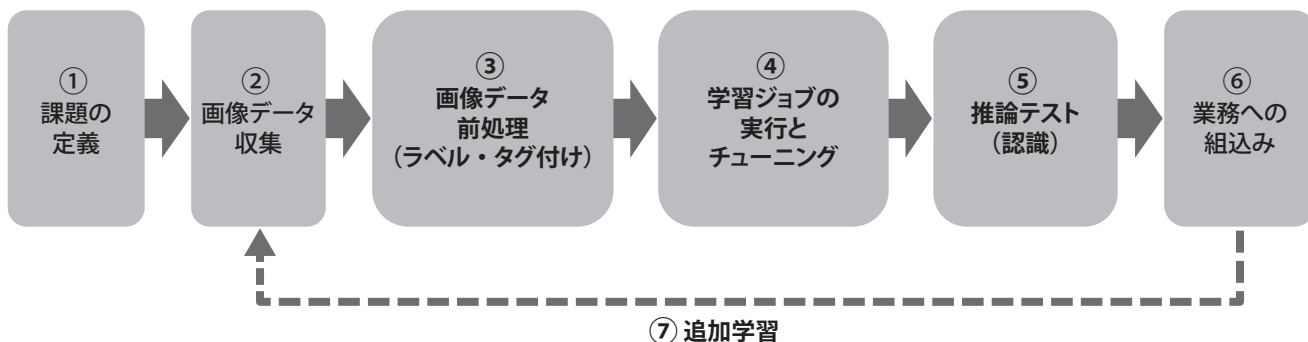 ①
課題の
定義
②
画像データ
収集
③
画像データ
前処理
（ラベル・タグ付け）
④
学習ジョブの
実行と
チューニング
⑤
推論テスト
（認識）
⑥
業務への
組込み
⑦ 追加学習